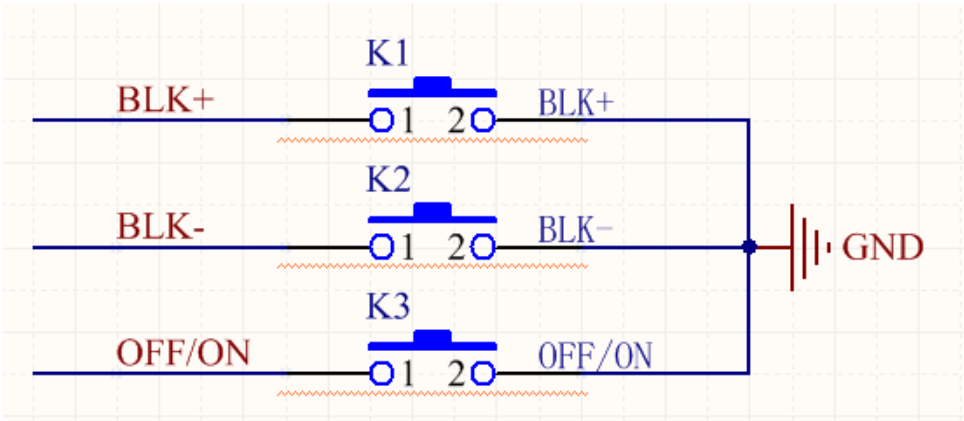 K1
BLK+ 1 2 BLK+
K2
BLK- 1 2 BLK- GND
K3
OFF/ON 1 2 OFF/ON